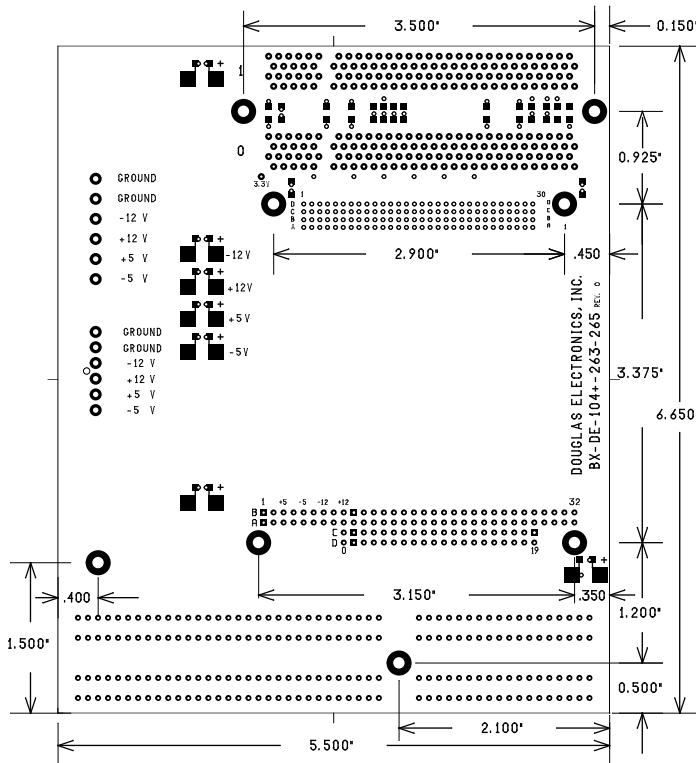 3.500"
0.150"
1
0
0.925"
3.3V
1
30
D
C
B
A
D
C
B
A
1
2.900"
.450
GROUND
GROUND
-12 V
+12 V
+5 V
-5 V
+
+
-12V
+
+12V
+
+5V
+
-5V
GROUND
GROUND
-12 V
+12 V
+5 V
-5 V
DOUGLAS ELECTRONICS, INC.
BX-DE-104+-263-265 REV. 0
3.375"
6.650"
+
1
+5
-5
-12
+12
32
B
A
C
D
0
19
+
.400
3.150"
.350
1.200"
1.500"
0.500"
2.100"
5.500"